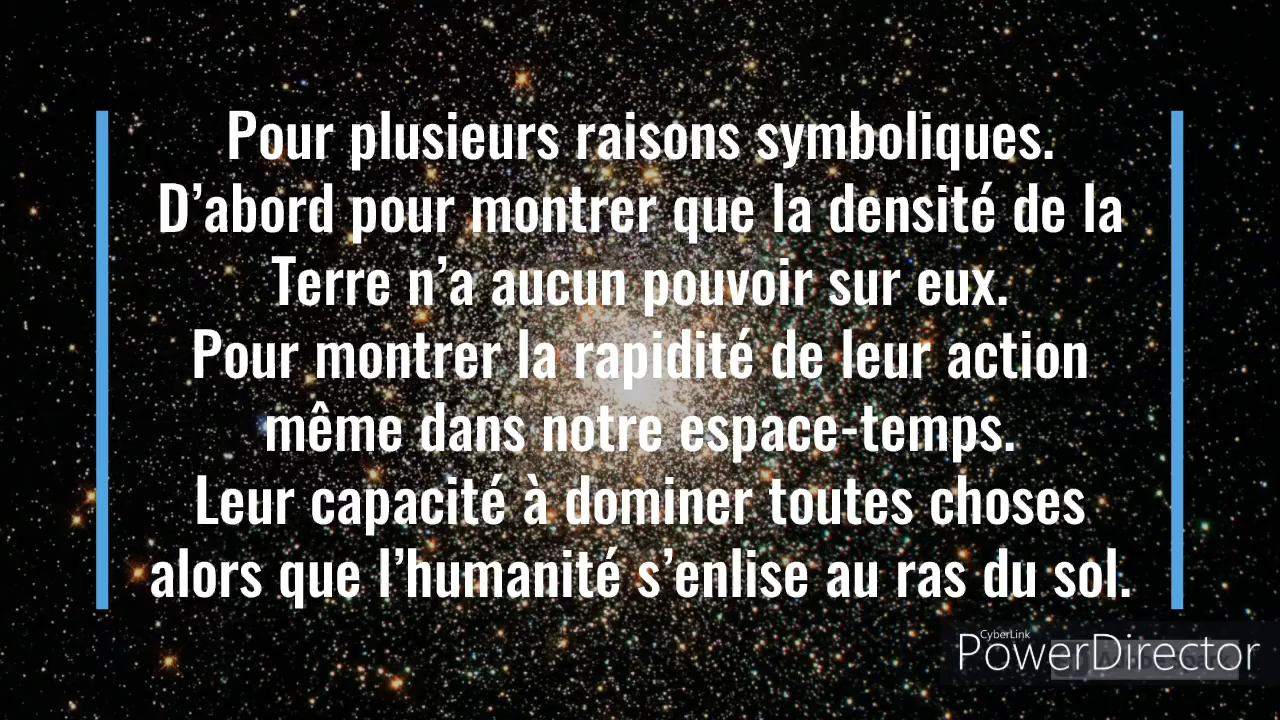 Pour plusieurs raisons symboliques.
D’abord pour montrer que la densité de la
Terre n’a aucun pouvoir sur eux.
Pour montrer la rapidité de leur action
même dans notre espace-temps.
Leur capacité à dominer toutes choses
alors que l’humanité s’enlise au ras du sol.
CyberLink
PowerDirector